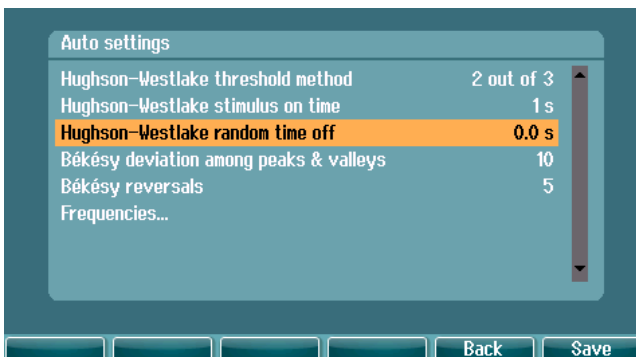 Auto settings
Hughson-Westlake threshold method 2 out of 3
Hughson-Westlake stimulus on time 1 s
Hughson-Westlake random time off 0.0 s
Békésy deviation among peaks & valleys 10
Békésy reversals 5
Frequencies...
Back Save